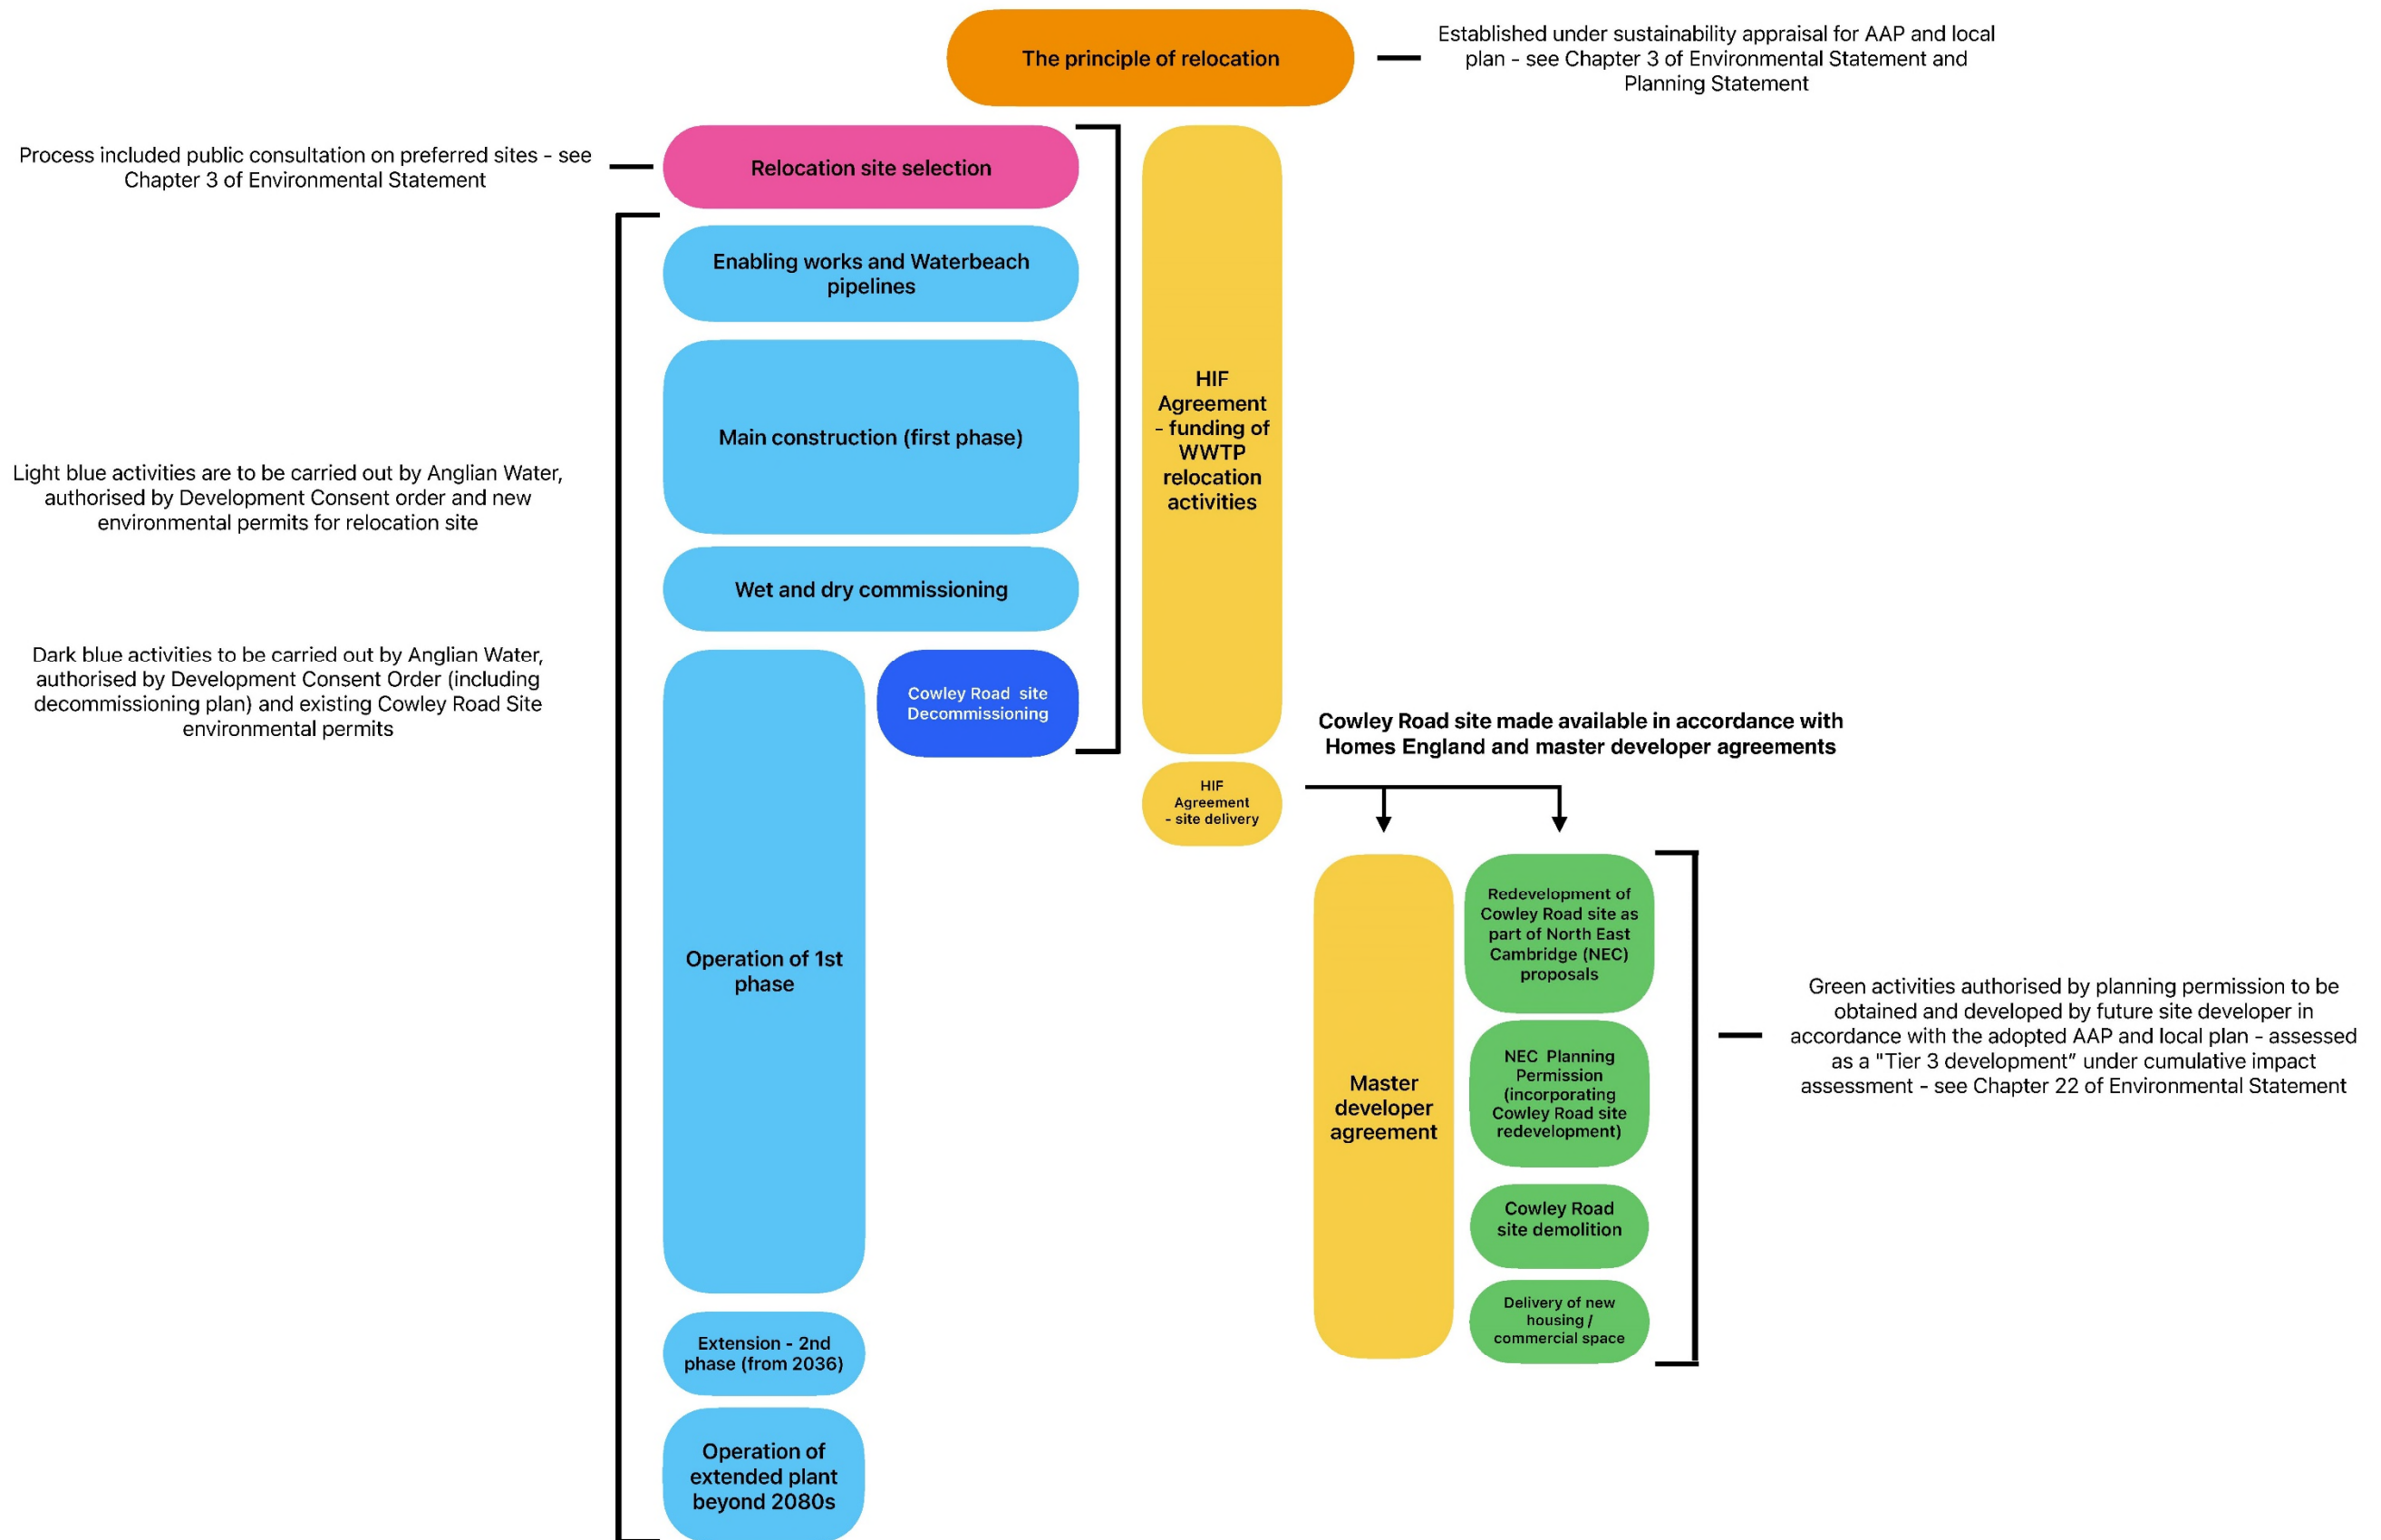 The principle of relocation
Established under sustainability appraisal for AAP and local
plan - see Chapter 3 of Environmental Statement and
Planning Statement
Process included public consultation on preferred sites - see
Chapter 3 of Environmental Statement
Relocation site selection
Enabling works and Waterbeach
pipelines
Main construction (first phase)
HIF
Agreement
- funding of
WWTP
relocation
activities
Light blue activities are to be carried out by Anglian Water,
authorised by Development Consent order and new
environmental permits for relocation site
Wet and dry commissioning
Dark blue activities to be carried out by Anglian Water,
authorised by Development Consent Order (including
decommissioning plan) and existing Cowley Road Site
environmental permits
Cowley Road site
Decommissioning
Cowley Road site made available in accordance with
Homes England and master developer agreements
HIF
Agreement
- site delivery
Operation of 1st
phase
Master
developer
agreement
Redevelopment of
Cowley Road site as
part of North East
Cambridge (NEC)
proposals
NEC Planning
Permission
(incorporating
Cowley Road site
redevelopment)
Cowley Road
site demolition
Delivery of new
housing /
commercial space
Green activities authorised by planning permission to be
obtained and developed by future site developer in
accordance with the adopted AAP and local plan - assessed
as a "Tier 3 development” under cumulative impact
assessment - see Chapter 22 of Environmental Statement
Extension - 2nd
phase (from 2036)
Operation of
extended plant
beyond 2080s